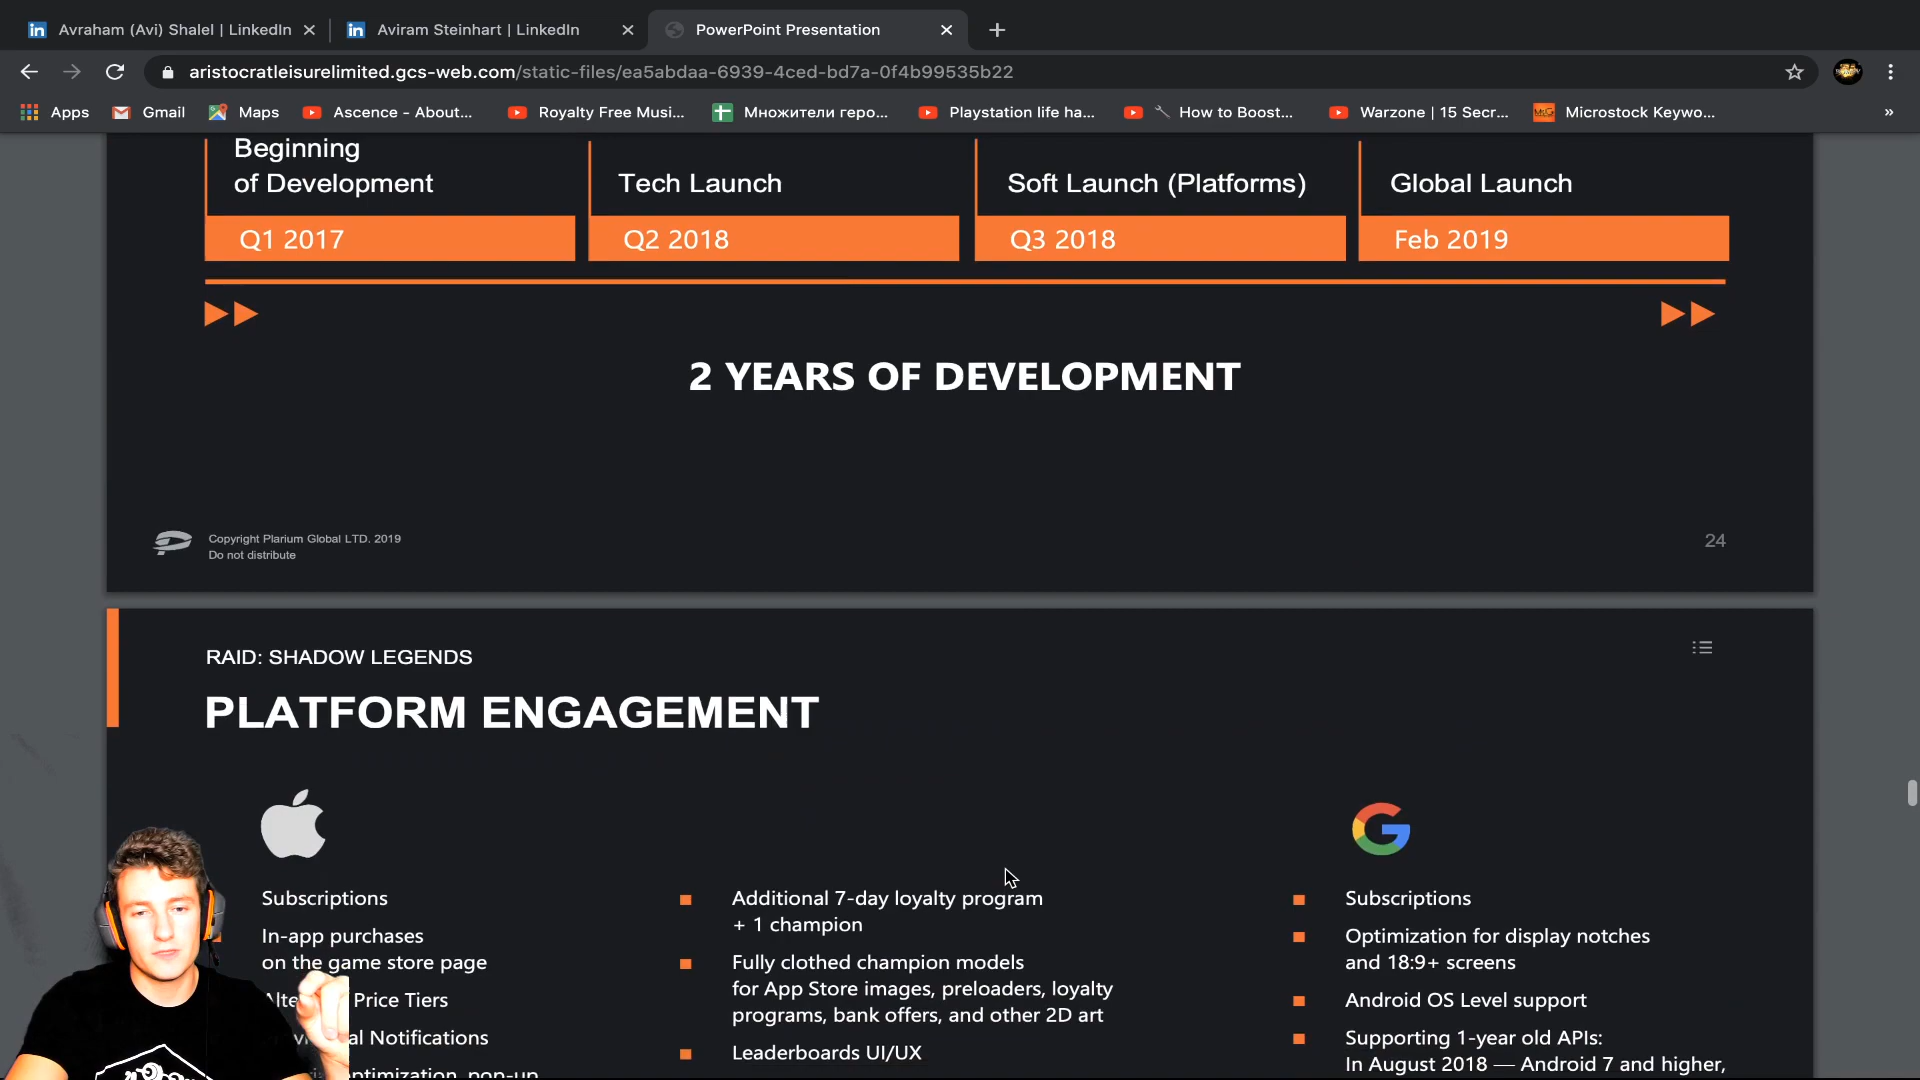 Avraham (Avi) Shalel | LinkedIn
Aviram Steinhart | LinkedIn
PowerPoint Presentation
aristocratleisurelimited.gcs-web.com/static-files/ea5abdaa-6939-4ced-bd7a-0f4b99535b22
Apps
Gmail
Maps
Ascence - About...
Royalty Free Musi...
Множители геро...
Playstation life ha...
How to Boost...
Warzone | 15 Secr...
Microstock Keywo...
»
Beginning
of Development
Tech Launch
Soft Launch (Platforms)
Global Launch
Q1 2017
Q2 2018
Q3 2018
Feb 2019
2 YEARS OF DEVELOPMENT
Copyright Plarium Global LTD. 2019
Do not distribute
24
RAID: SHADOW LEGENDS
PLATFORM ENGAGEMENT
Subscriptions
In-app purchases
on the game store page
Price Tiers
Notifications
pop-up
Additional 7-day loyalty program
+ 1 champion
Fully clothed champion models
for App Store images, preloaders, loyalty
programs, bank offers, and other 2D art
Leaderboards UI/UX
Subscriptions
Optimization for display notches
and 18:9+ screens
Android OS Level support
Supporting 1-year old APIs:
In August 2018 — Android 7 and higher,